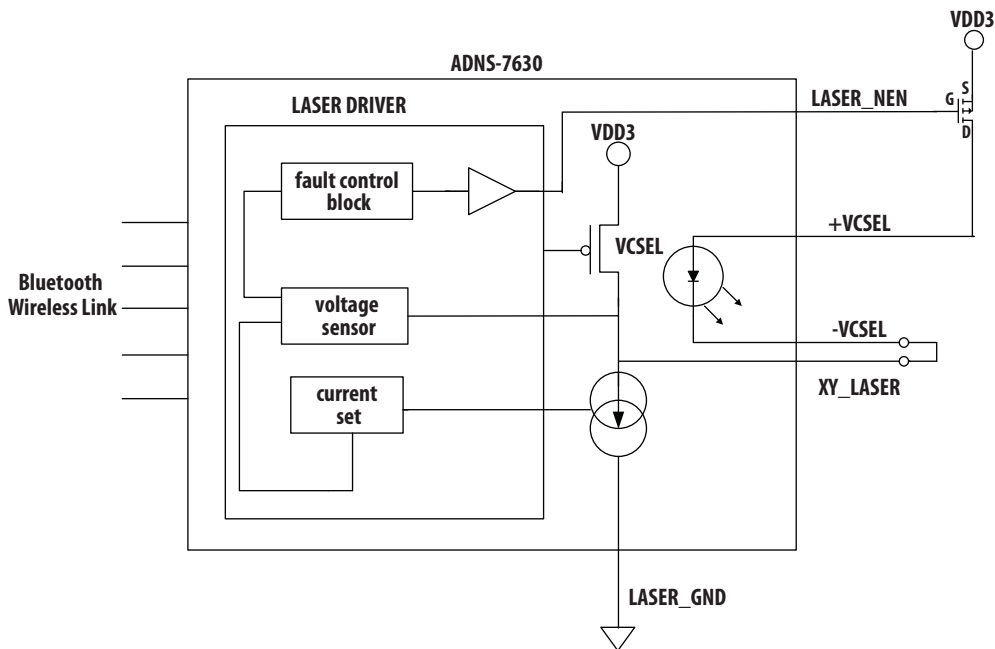 VDD3
ADNS-7630
LASER DRIVER
LASER_NEN
G
S
D
VDD3
fault control
block
VCSEL
+VCSEL
Bluetooth
Wireless Link
voltage
sensor
-VCSEL
XY_LASER
current
set
LASER_GND